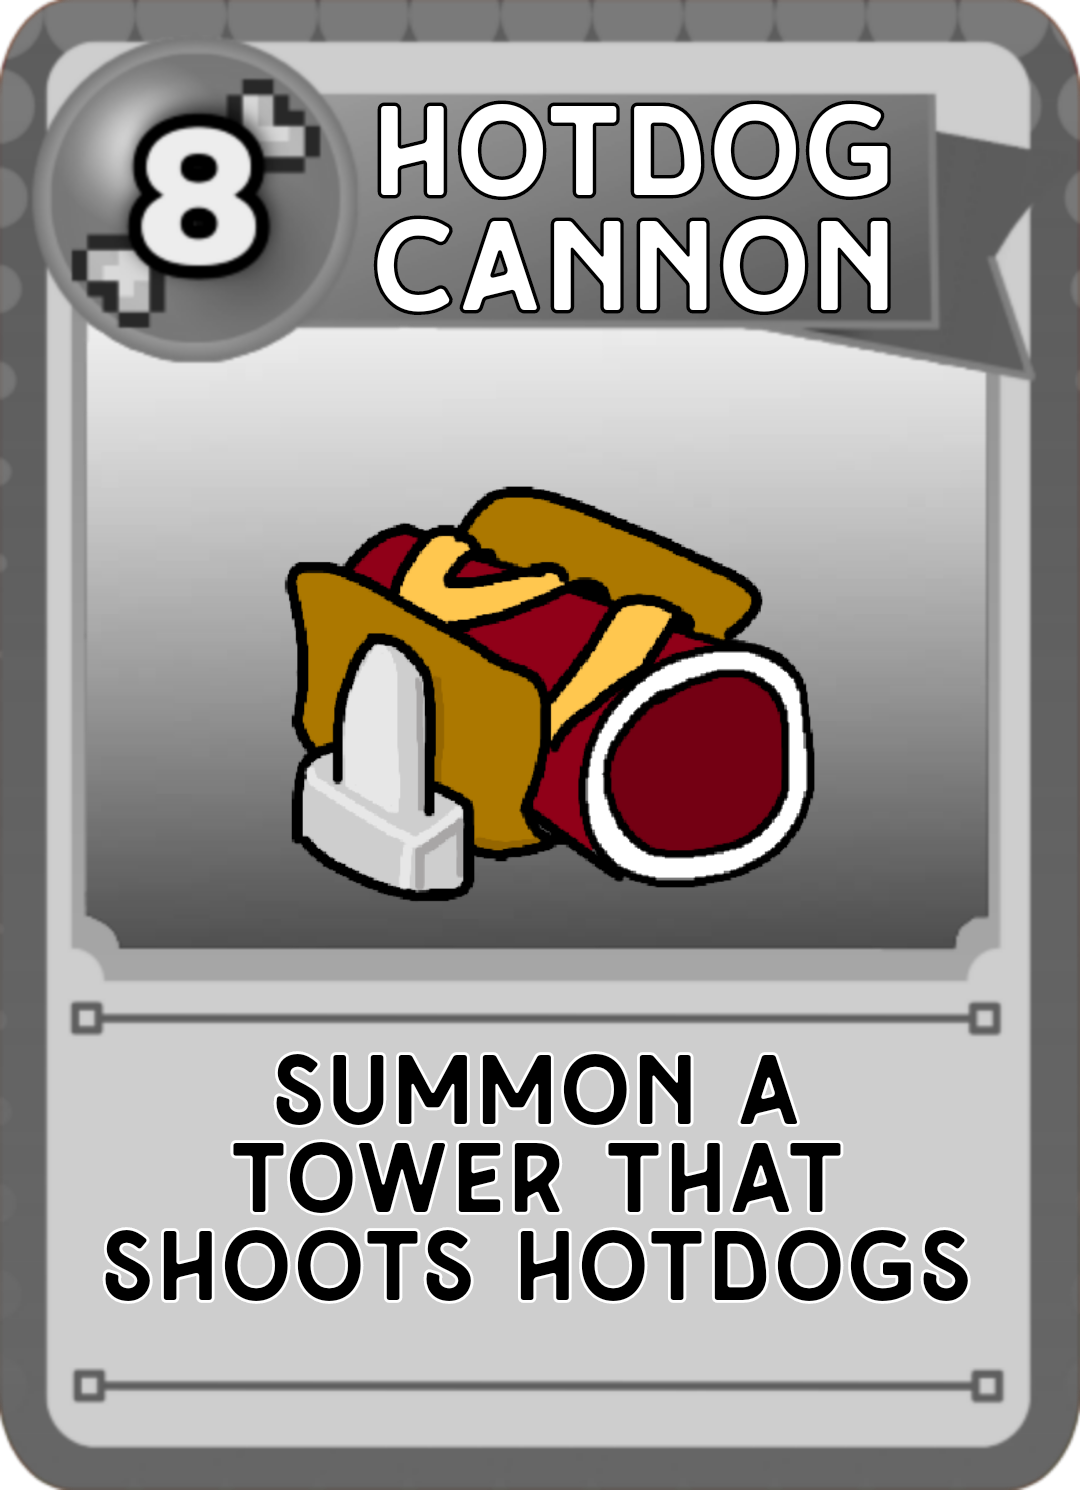 8
HOTDOG
CANNON
SUMMON A
TOWER THAT
SHOOTS HOTDOGS